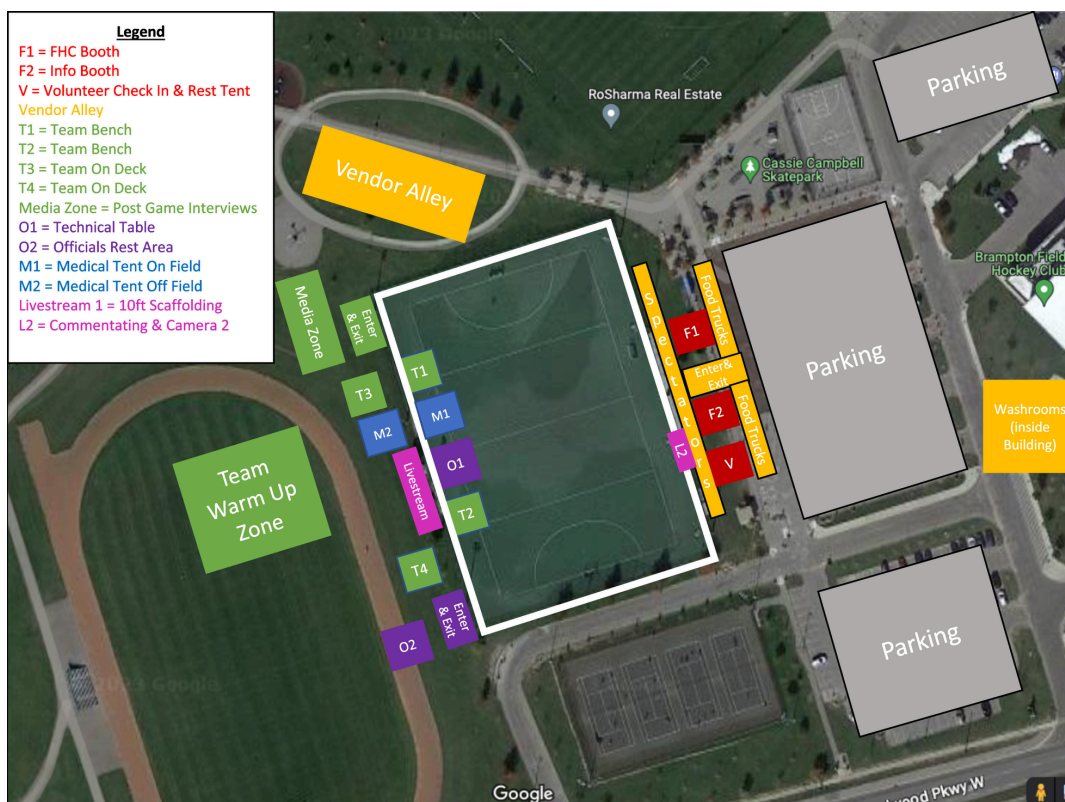 Legend
F1 = FHC Booth
F2 = Info Booth
V = Volunteer Check In & Rest Tent
Vendor Alley
T1 = Team Bench
T2 = Team Bench
T3 = Team On Deck
T4 = Team On Deck
Media Zone = Post Game Interviews
O1 = Technical Table
O2 = Officials Rest Area
M1 = Medical Tent On Field
M2 = Medical Tent Off Field
Livestream 1 = 10ft Scaffolding
L2 = Commentating & Camera 2
© 2023 Google
Parking
RoSharma Real Estate
Vendor Alley
Cassie Campbell
Skatepark
Brampton Field
Hockey Club
Media Zone
Enter
& Exit
Spectators
Food Trucks
F1
Enter&
Exit
Parking
T1
T3
M1
M2
F2
Food Trucks
Washrooms
(inside
Building)
L2
V
O1
Livestream
Team
Warm Up
Zone
T2
T4
Enter
& Exit
O2
Parking
2023 Google
Google
wood Pkwy W